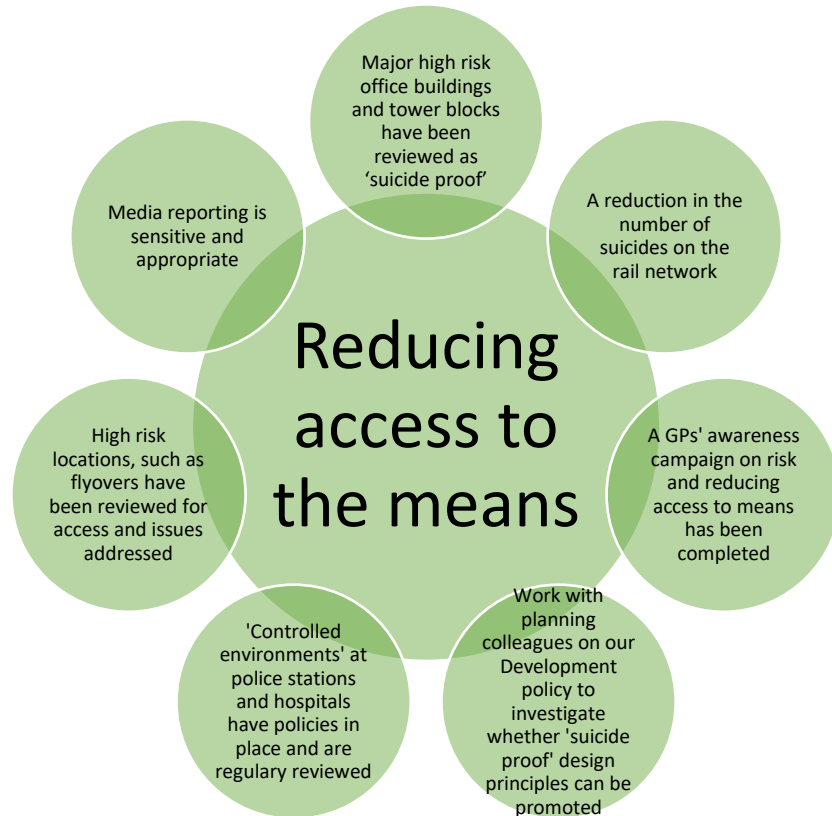 Major high risk
office buildings
and tower blocks
have been
reviewed as
‘suicide proof’
A reduction in the
number of
suicides on the
rail network
A GPs' awareness
campaign on risk
and reducing
access to means
has been
completed
Work with
planning
colleagues on our
Development
policy to
investigate
whether 'suicide
proof' design
principles can be
promoted
'Controlled
environments' at
police stations
and hospitals
have policies in
place and are
regulary reviewed
High risk
locations, such as
flyovers have
been reviewed for
access and issues
addressed
Media reporting is
sensitive and
appropriate
Reducing
access to
the means